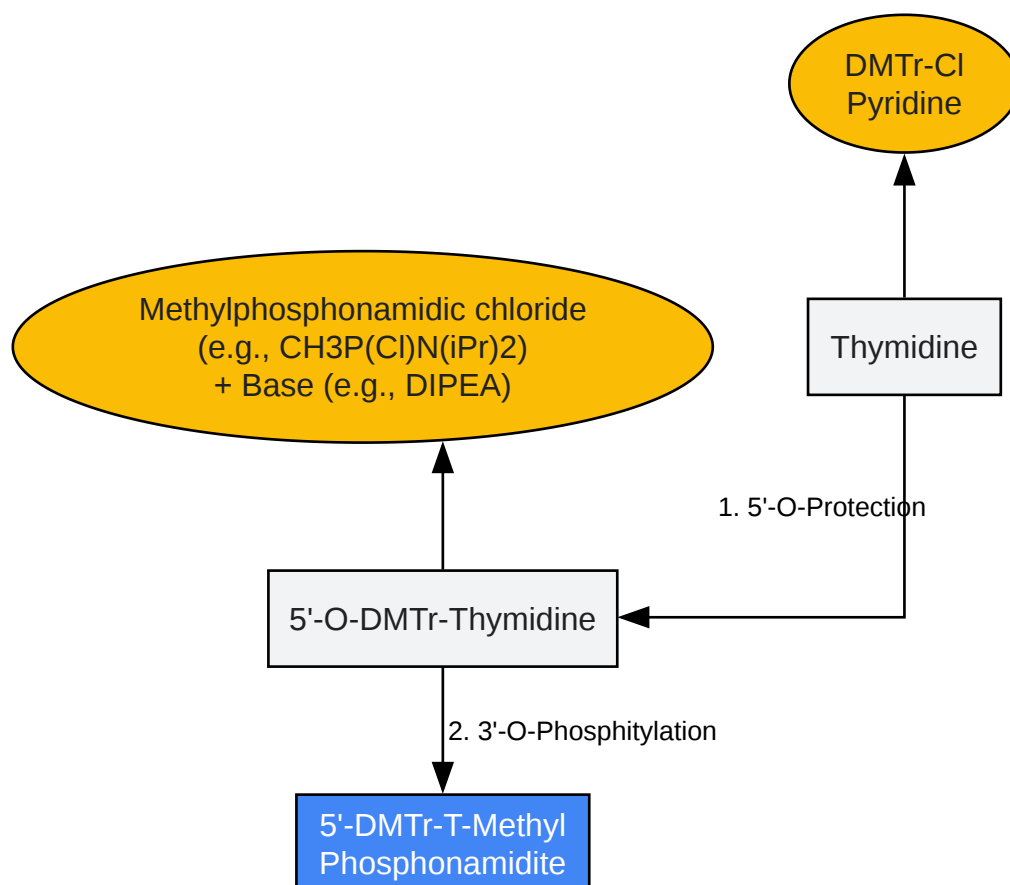 DMTr-Cl
Pyridine
Methylphosphonamidic chloride
(e.g., CH3P(Cl)N(iPr)2)
+ Base (e.g., DIPEA)
Thymidine
1. 5'-O-Protection
5'-O-DMTr-Thymidine
2. 3'-O-Phosphitylation
5'-DMTr-T-Methyl
Phosphonamidite